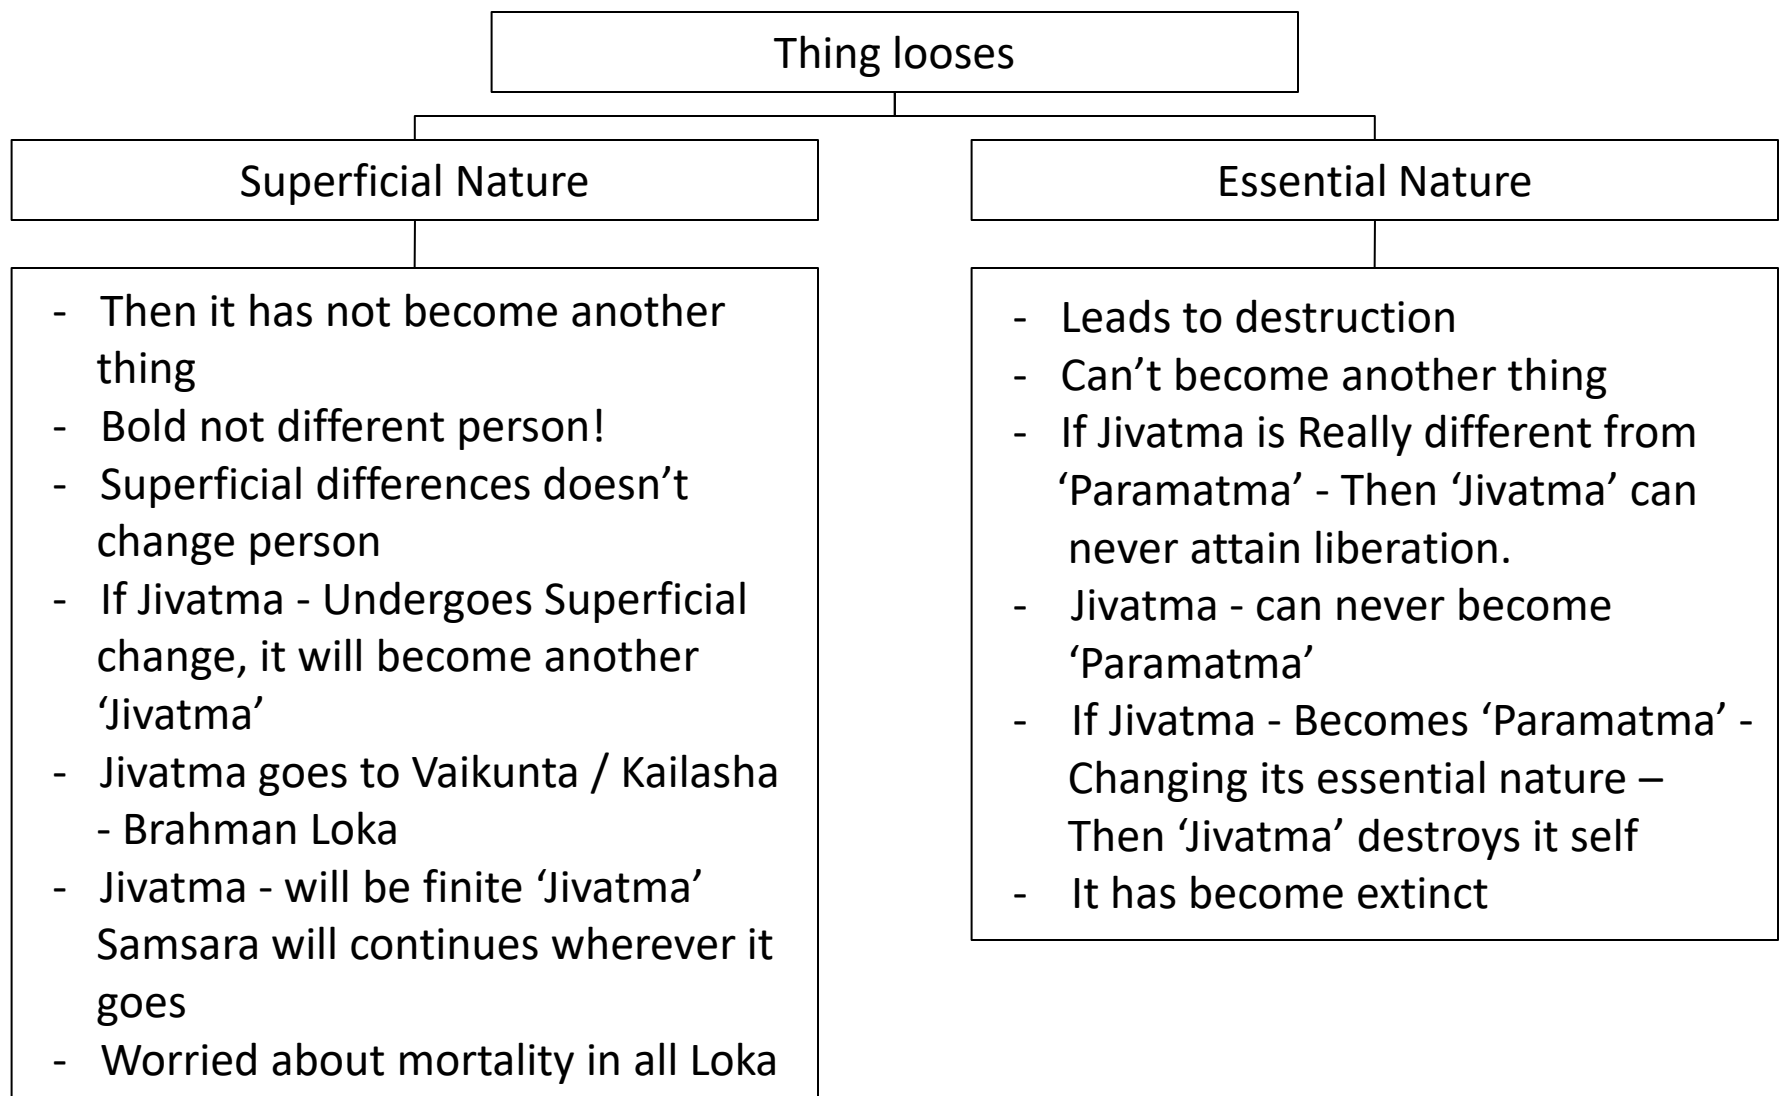 Thing looses
Superficial Nature
- Then it has not become another
thing
- Bold not different person!
- Superficial differences doesn’t
change person
- If Jivatma - Undergoes Superficial
change, it will become another
‘Jivatma’
- Jivatma goes to Vaikunta / Kailasha
- Brahman Loka
- Jivatma - will be finite ‘Jivatma’
Samsara will continues wherever it
goes
- Worried about mortality in all Loka
Essential Nature
- Leads to destruction
- Can’t become another thing
- If Jivatma is Really different from
‘Paramatma’ - Then ‘Jivatma’ can
never attain liberation.
- Jivatma - can never become
‘Paramatma’
- If Jivatma - Becomes ‘Paramatma’ -
Changing its essential nature –
Then ‘Jivatma’ destroys it self
- It has become extinct